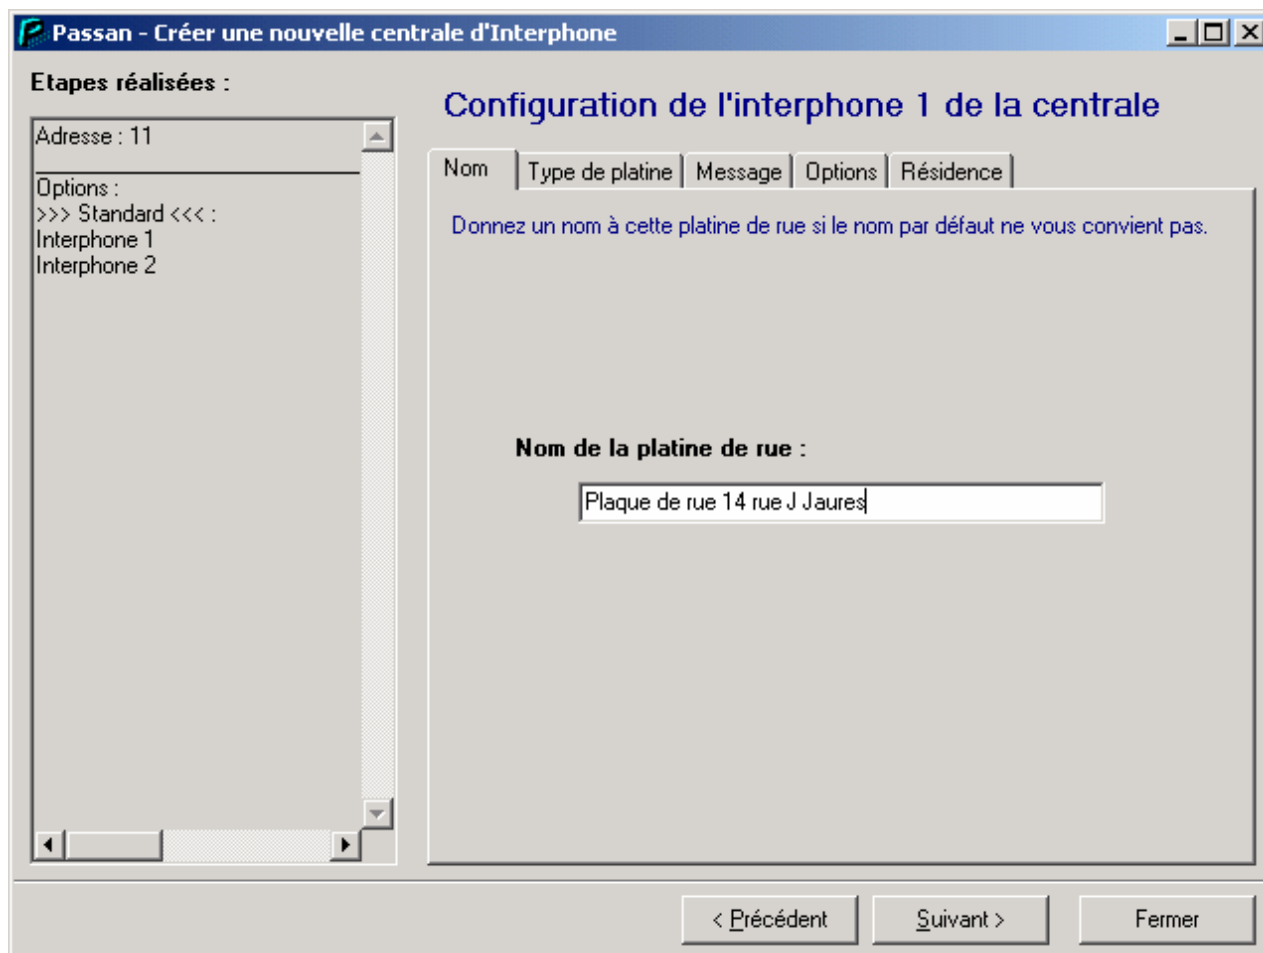 Passan - Créer une nouvelle centrale d'Interphone
Etapes réalisées :
Adresse : 11
Options :
>>> Standard <<< :
Interphone 1
Interphone 2
Configuration de l'interphone 1 de la centrale
Nom Type de platine Message Options Résidence
Donnez un nom à cette platine de rue si le nom par défaut ne vous convient pas.
Nom de la platine de rue :
Plaque de rue 14 rue J Jaures
< Précédent Suivant > Fermer